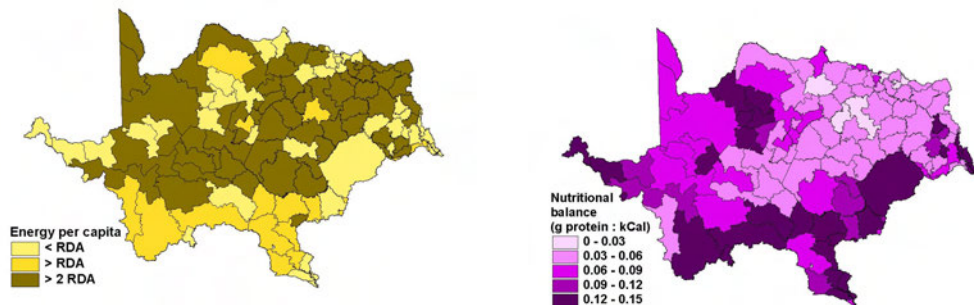 Energy per capita
< RDA
> RDA
> 2 RDA
Nutritional
balance
(g protein : kCal)
0 - 0.03
0.03 - 0.06
0.06 - 0.09
0.09 - 0.12
0.12 - 0.15